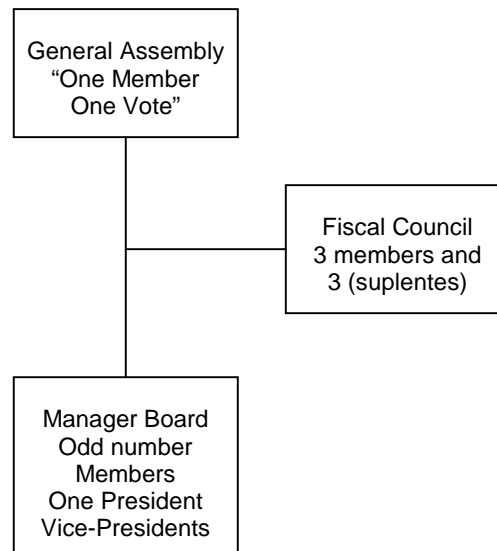 General Assembly
“One Member
One Vote”
Fiscal Council
3 members and
3 (suplentes)
Manager Board
Odd number
Members
One President
Vice-Presidents